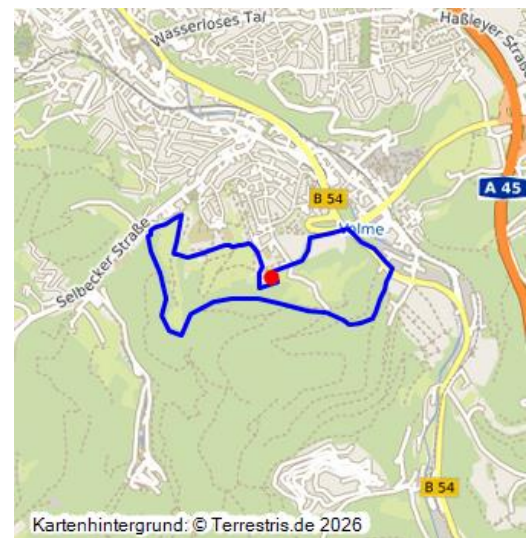 Wasserloses Tal
Haßleyer Straße
A 45
B 54
Volme
Selbecker Straße
B 54
Kartenhintergrund: © Terrestris.de 2026